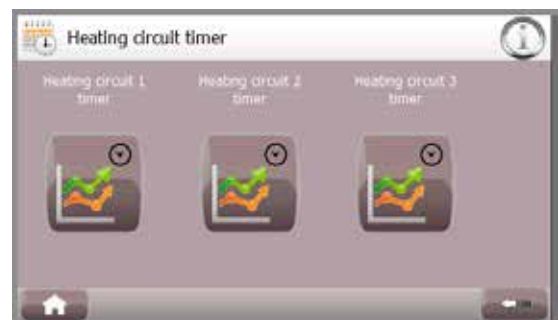 Heating circuit timer
Heating circuit 1
timer
Heating circuit 2
timer
Heating circuit 3
timer